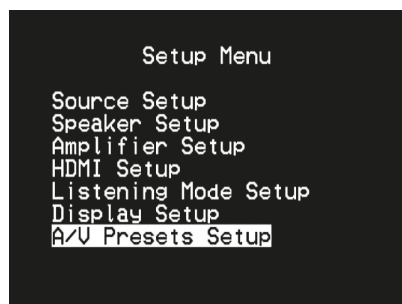 Setup Menu
Source Setup
Speaker Setup
Amplifier Setup
HDMI Setup
Listening Mode Setup
Display Setup
A/V Presets Setup